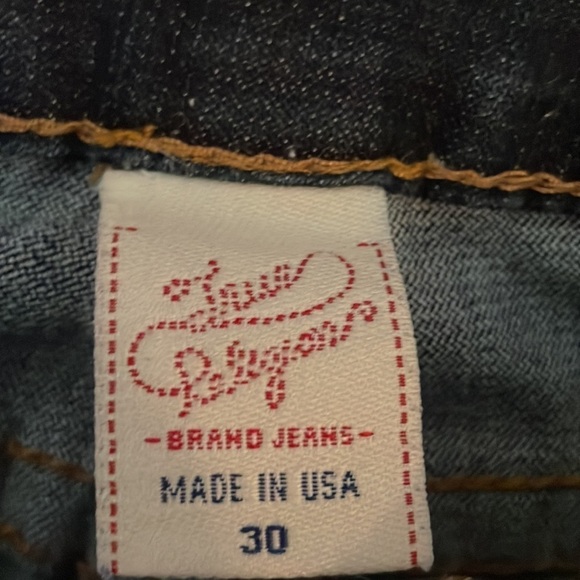 True
Religion
-BRAND JEANS-
MADE IN USA
30